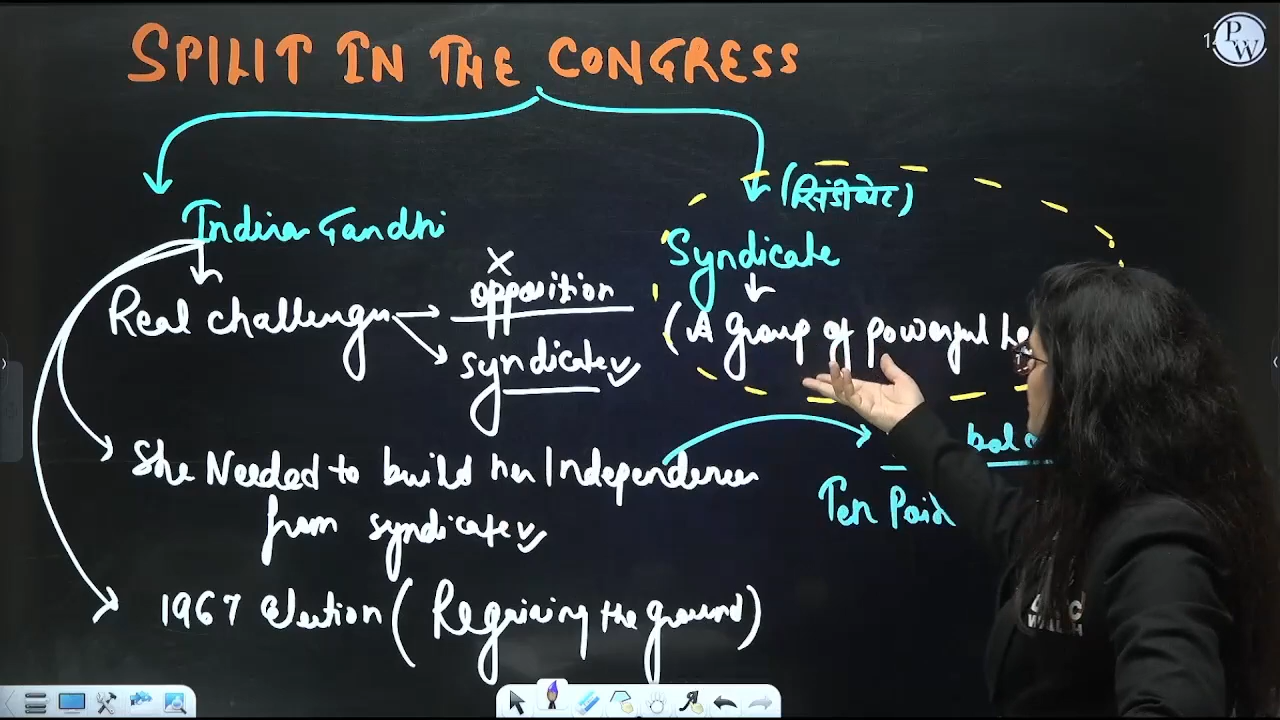 SPILIT IN THE CONGRESS
PW
Indira Gandhi
(सिंडीकेट)
Syndicate
Real challenges
opposition
syndicate
(A group of powerful Le
She Needed to build her Independence
from syndicate
Ten Point
1967 Election (Regaining the ground)